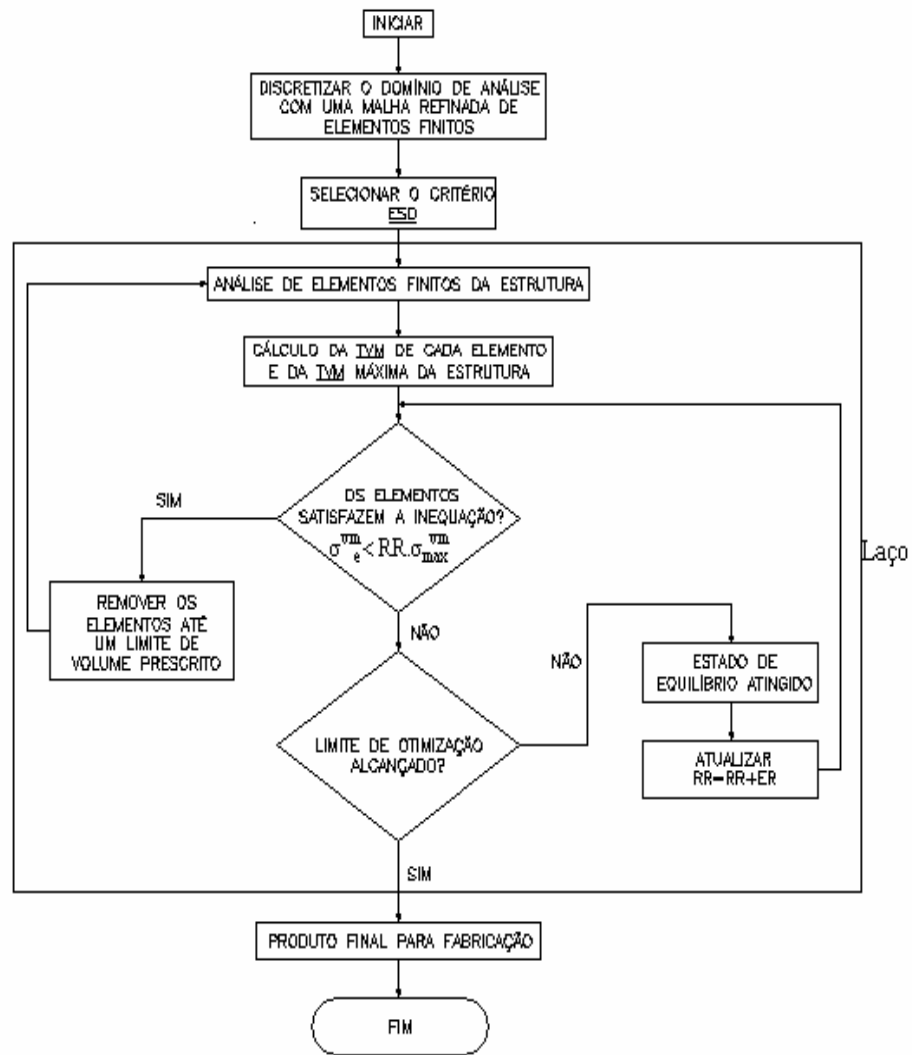 INICIAR
DISCRETIZAR O DOMÍNIO DE ANÁLISE
COM UMA MALHA REFINADA DE
ELEMENTOS FINITOS
SELECIONAR O CRITÉRIO
ESO
ANÁLISE DE ELEMENTOS FINITOS DA ESTRUTURA
CÁLCULO DA TVM DE CADA ELEMENTO
E DA TVM MÁXIMA DA ESTRUTURA
SIM
OS ELEMENTOS
SATISFAZEM A INEQUAÇÃO?
σ^vm_e < RR.σ^vm_max
Laço
REMOVER OS
ELEMENTOS ATÉ
UM LIMITE DE
VOLUME PRESCRITO
NÃO
NÃO
ESTADO DE
EQUILÍBRIO ATINGIDO
LIMITE DE OTIMIZAÇÃO
ALCANÇADO?
ATUALIZAR
RR=RR+ER
SIM
PRODUTO FINAL PARA FABRICAÇÃO
FIM